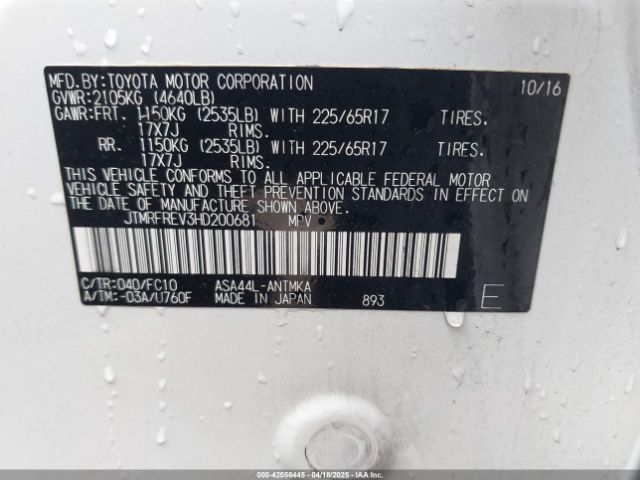 MFD.BY:TOYOTA MOTOR CORPORATION 10/16
GVWR:2105KG (4640LB)
GAWR:FRT. 1150KG (2535LB) WITH 225/65R17 TIRES.
17X7J RIMS.
RR. 1150KG (2535LB) WITH 225/65R17 TIRES.
17X7J RIMS.
THIS VEHICLE CONFORMS TO ALL APPLICABLE FEDERAL MOTOR
VEHICLE SAFETY AND THEFT PREVENTION STANDARDS IN EFFECT ON
THE DATE OF MANUFACTURE SHOWN ABOVE.
JTMRFREV3HD200681 MPV
C/TR:040/FC10 ASA44L-ANTMKA
A/TM:-03A/U760F MADE IN JAPAN 893 E
000-42056445 - 04/18/2025 - IAAI.COM